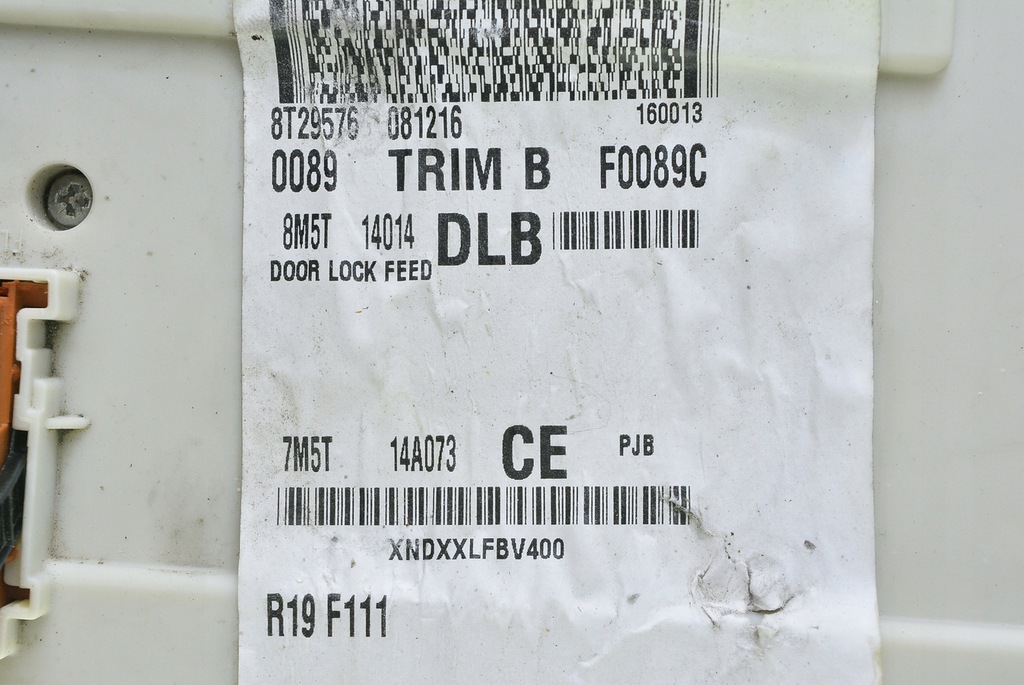 8T29576 081216 160013
0089 TRIM B F0089C
8M5T 14014 DLB
DOOR LOCK FEED
7M5T 14A073 CE PJB
XNDXXLFBV400
R19 F111